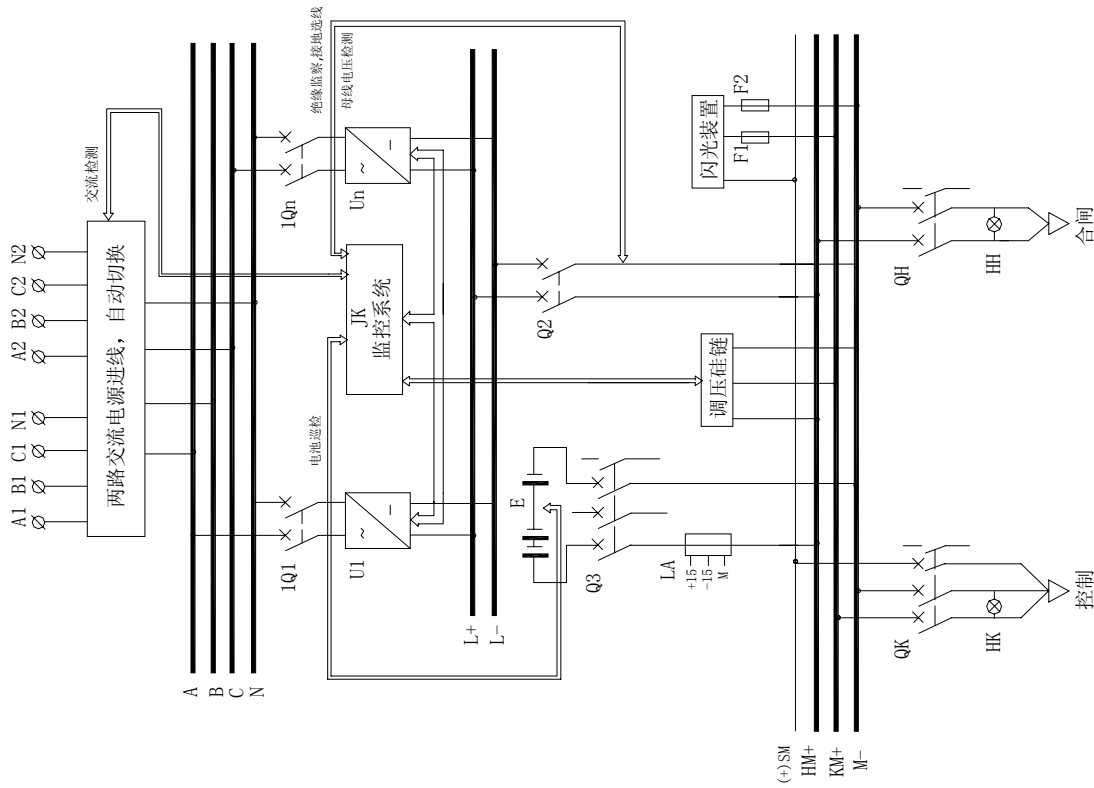 A1 B1 C1 N1 A2 B2 C2 N2
两路交流电源进线，自动切换
交流检测
A
B
C
N
1Q1
1Qn
绝缘监察,接地选线
母线电压检测
U1
~
—
Un
~
—
JK
监控系统
电池巡检
L+
L-
E
Q3
Q2
LA
+15
-15
M
调压硅链
闪光装置
F1
F2
(+)SM
HM+
KM+
M-
QK
HK
控制
QH
HH
合闸